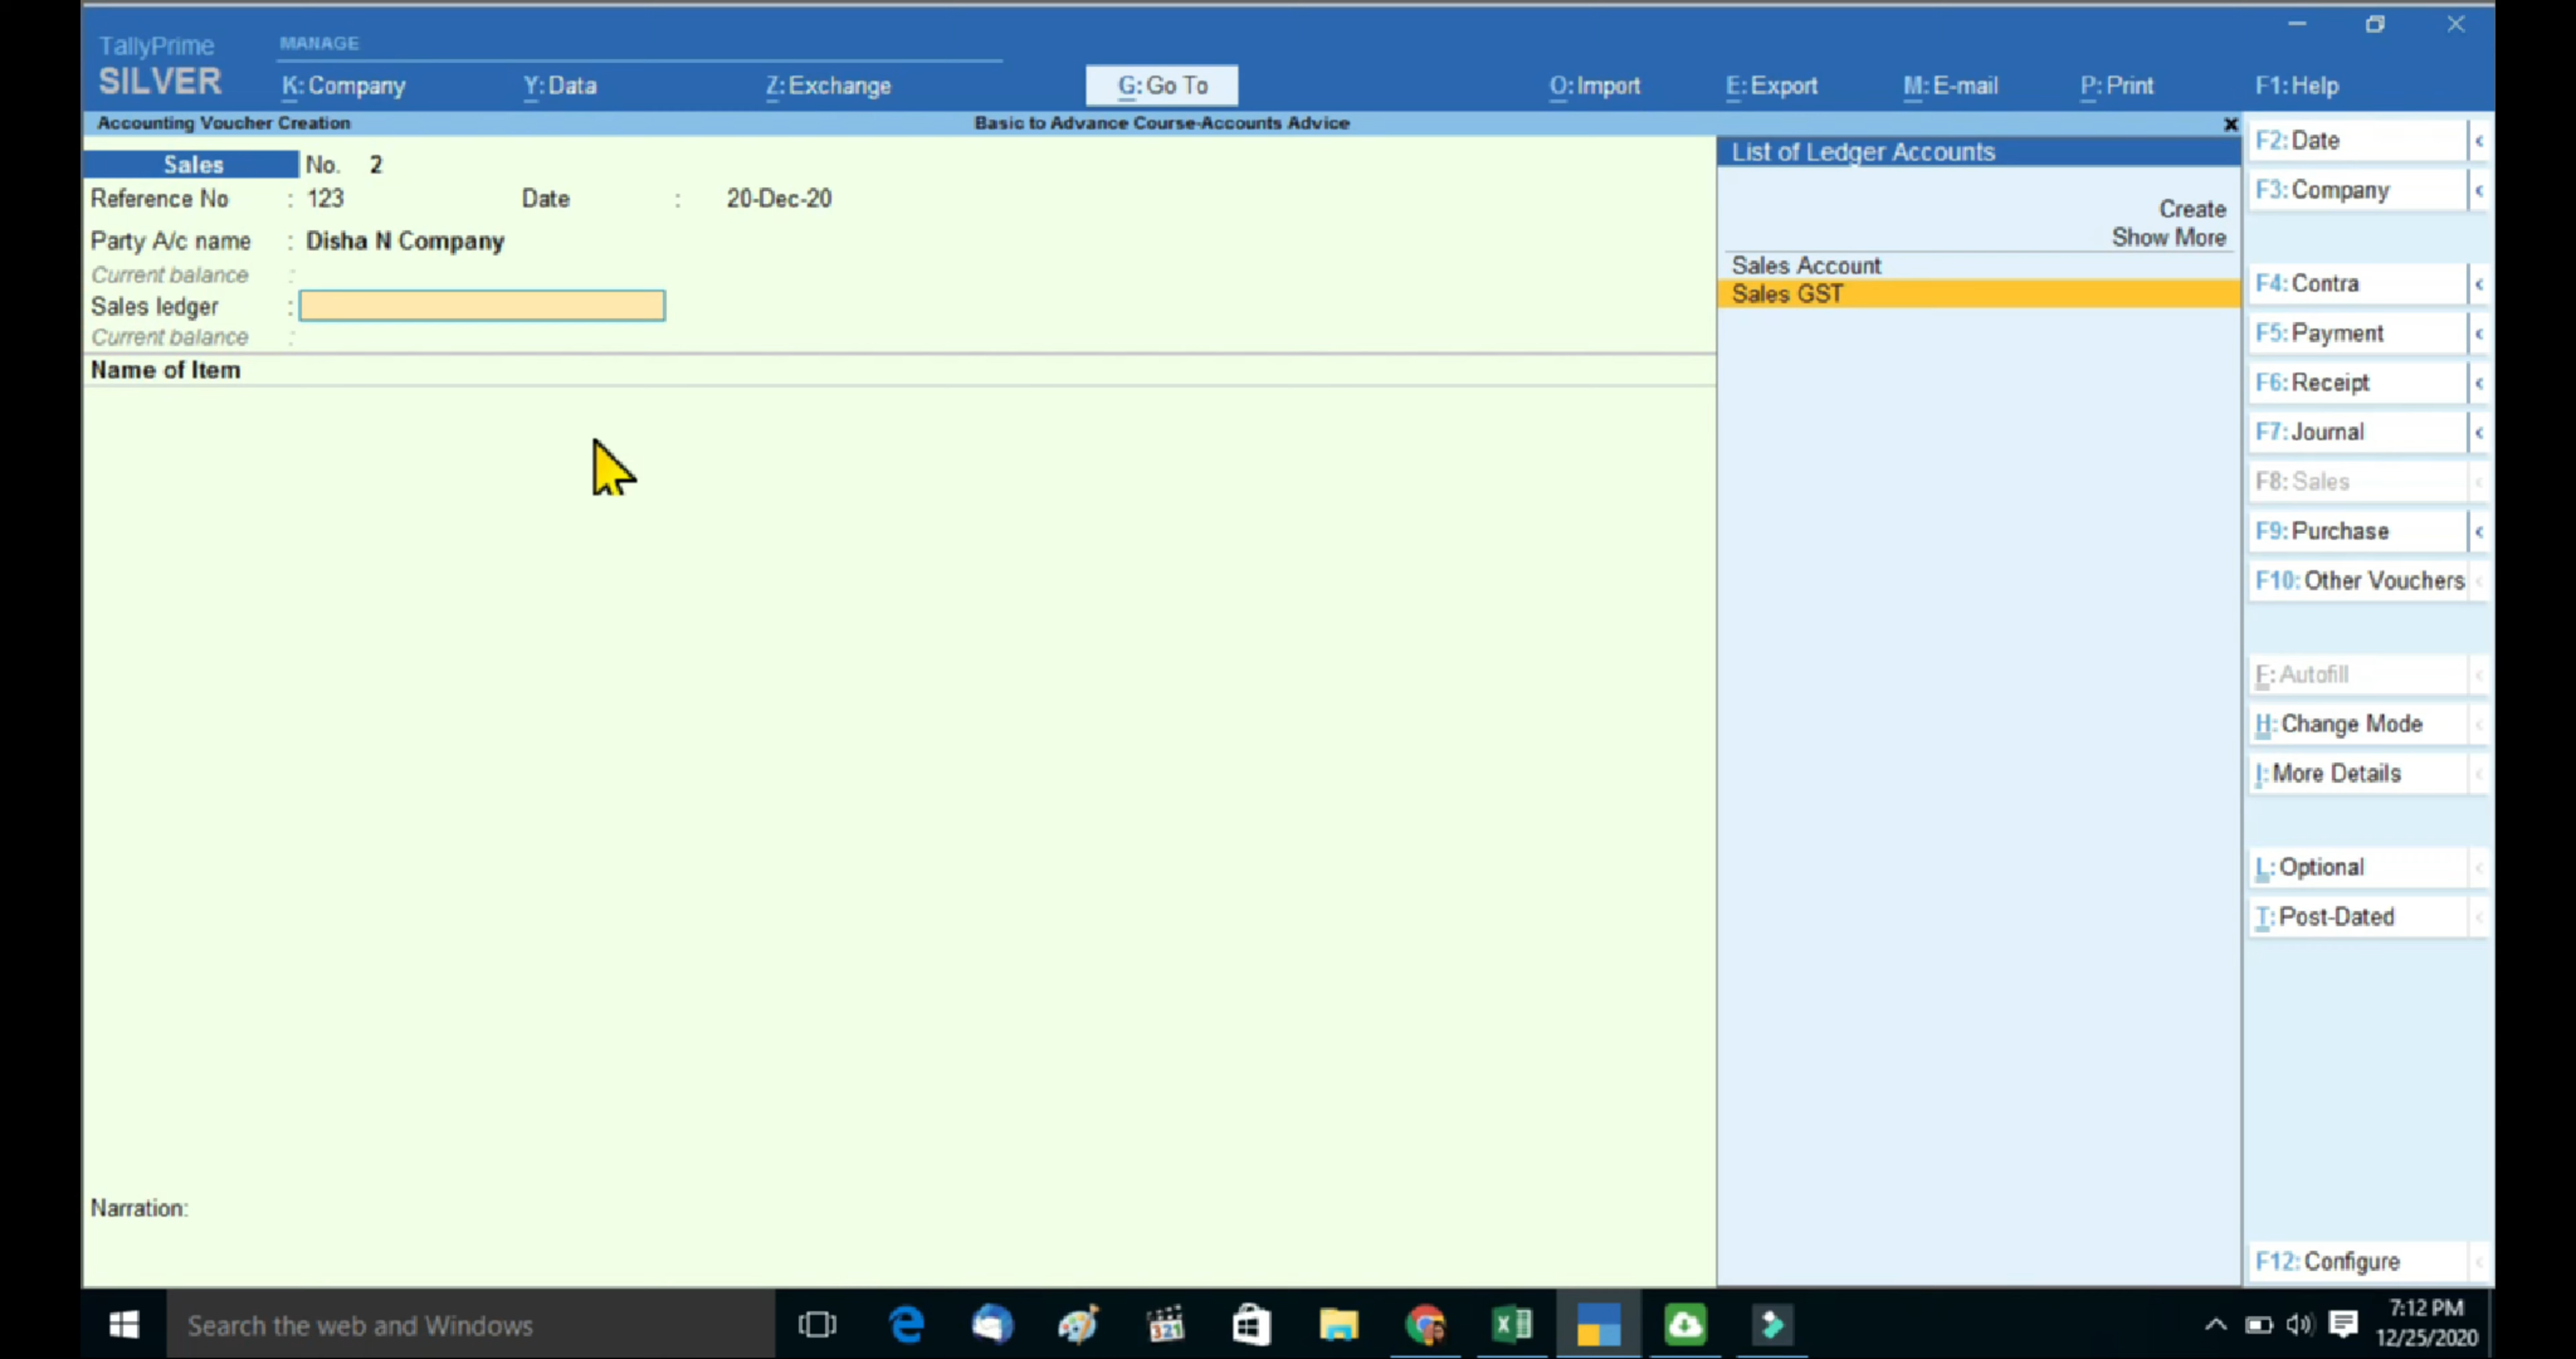 TallyPrime
MANAGE
SILVER
K: Company Y: Data Z: Exchange G: Go To O: Import E: Export M: E-mail P: Print F1: Help
Accounting Voucher Creation Basic to Advance Course-Accounts Advice x
Sales No. 2
Reference No : 123 Date : 20-Dec-20
Party A/c name : Disha N Company
Current balance :
Sales ledger :
Current balance :
Name of Item
Narration:
List of Ledger Accounts
Create
Show More
Sales Account
Sales GST
F2: Date
F3: Company
F4: Contra
F5: Payment
F6: Receipt
F7: Journal
F8: Sales
F9: Purchase
F10: Other Vouchers
F: Autofill
H: Change Mode
I: More Details
L: Optional
T: Post-Dated
F12: Configure
Search the web and Windows
321
7:12 PM
12/25/2020